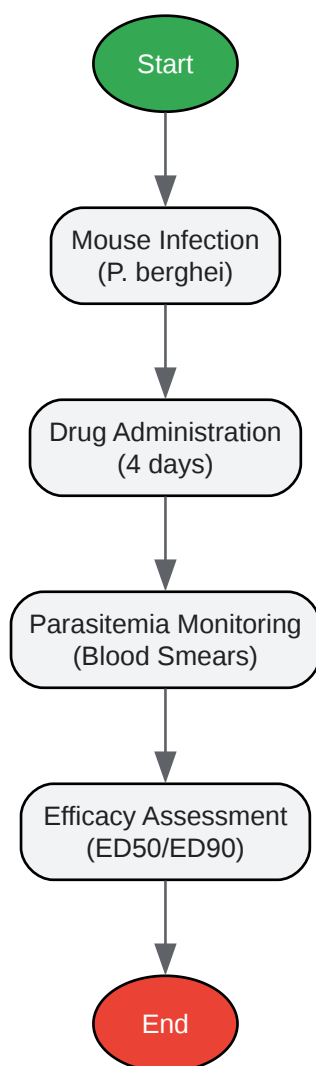 Start
Mouse Infection
(P. berghei)
Drug Administration
(4 days)
Parasitemia Monitoring
(Blood Smears)
Efficacy Assessment
(ED50/ED90)
End